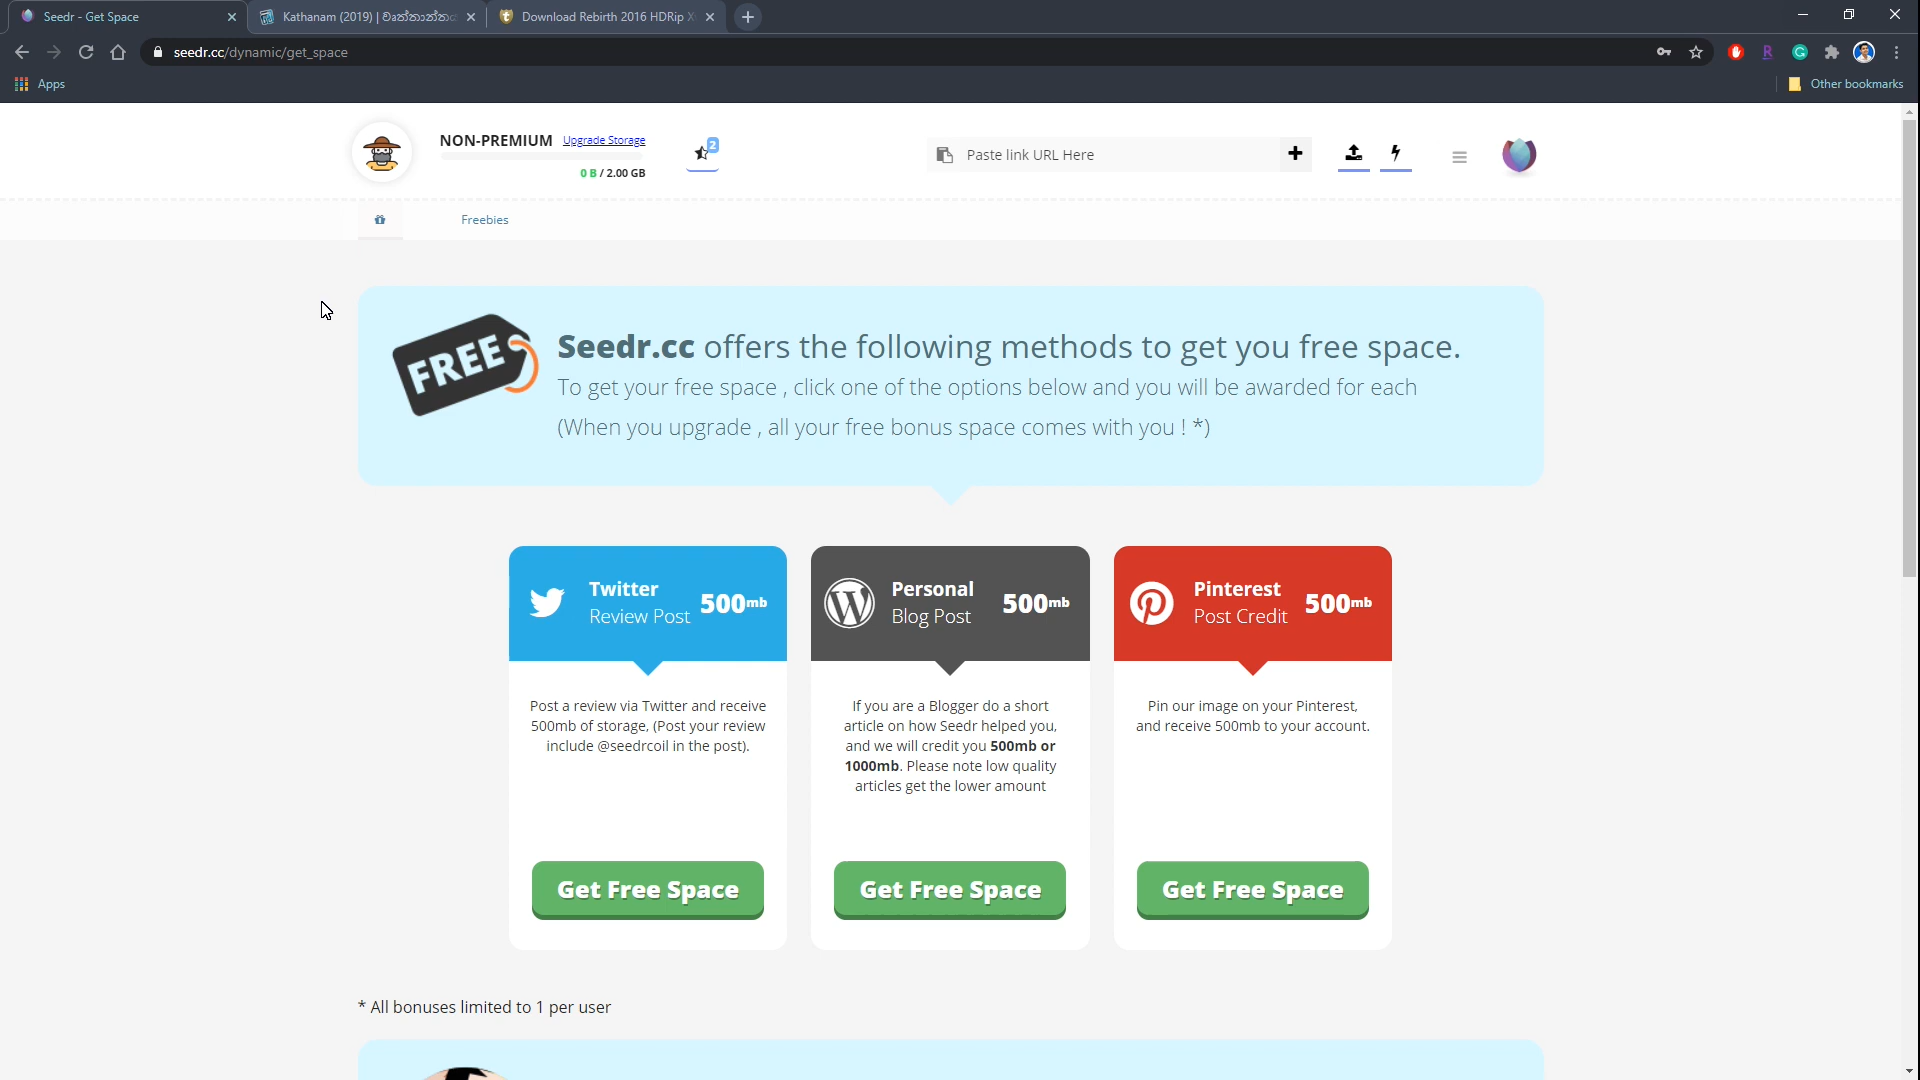 Seedr - Get Space
Kathanam (2019) |
Download Rebirth 2016 HDRip
seedr.cc/dynamic/get_space
Apps
Other bookmarks
NON-PREMIUM Upgrade Storage
0 B / 2.00 GB
2
Paste link URL Here
Freebies
FREE
Seedr.cc offers the following methods to get you free space.
To get your free space , click one of the options below and you will be awarded for each
(When you upgrade , all your free bonus space comes with you ! *)
Twitter
Review Post
500mb
Post a review via Twitter and receive
500mb of storage, (Post your review
include @seedrcoil in the post).
Get Free Space
Personal
Blog Post
500mb
If you are a Blogger do a short
article on how Seedr helped you,
and we will credit you 500mb or
1000mb. Please note low quality
articles get the lower amount
Get Free Space
Pinterest
Post Credit
500mb
Pin our image on your Pinterest,
and receive 500mb to your account.
Get Free Space
* All bonuses limited to 1 per user